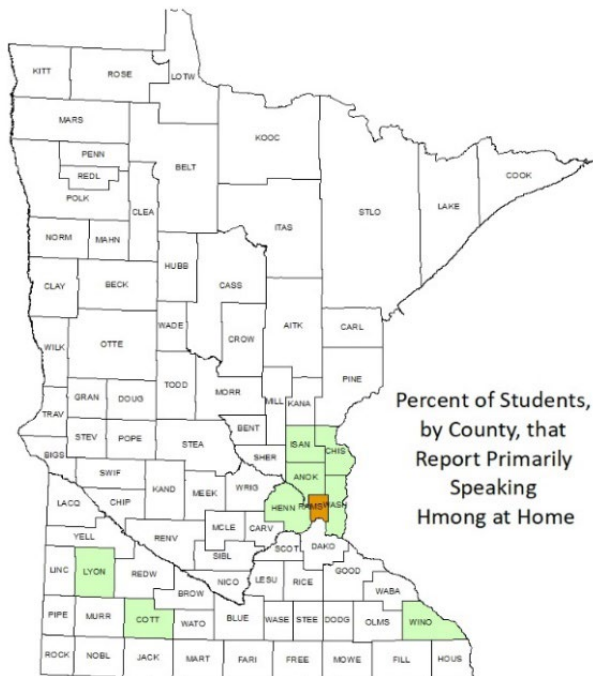 KITT
ROSE
LOTW
MARS
KOOC
PENN
BELT
REDL
COOK
POLK
CLEA
STLO
LAKE
ITAS
NORM
MAHN
HUBB
CLAY
BECK
CASS
WADE
AITK
CARL
OTTE
CROW
WILK
PINE
TODD
MORR
MILL
KANA
GRAN
DOUG
TRAV
BENT
STEV
POPE
STEA
ISAN
CHIS
BIGS
SHER
SWIF
ANOK
KAND
MEEK
WRIG
LACQ
CHIP
HENN
RAMS
WASH
MCLE
CARV
YELL
RENV
SCOT
DAKO
SIBL
LINC
LYON
REDW
NICO
LESU
RICE
GOOD
WABA
BROW
PIPE
MURR
COTT
WATO
BLUE
WASE
STEE
DODG
OLMS
WINO
ROCK
NOBL
JACK
MART
FARI
FREE
MOWE
FILL
HOUS
Percent of Students,
by County, that
Report Primarily
Speaking
Hmong at Home